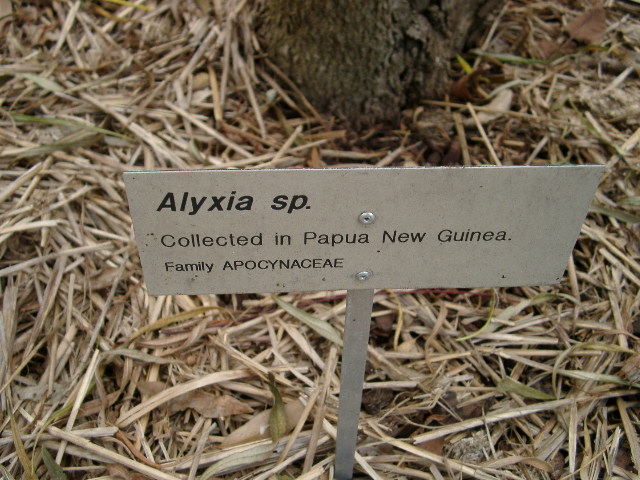 Alyxia sp.
Collected in Papua New Guinea.
Family APOCYNACEAE